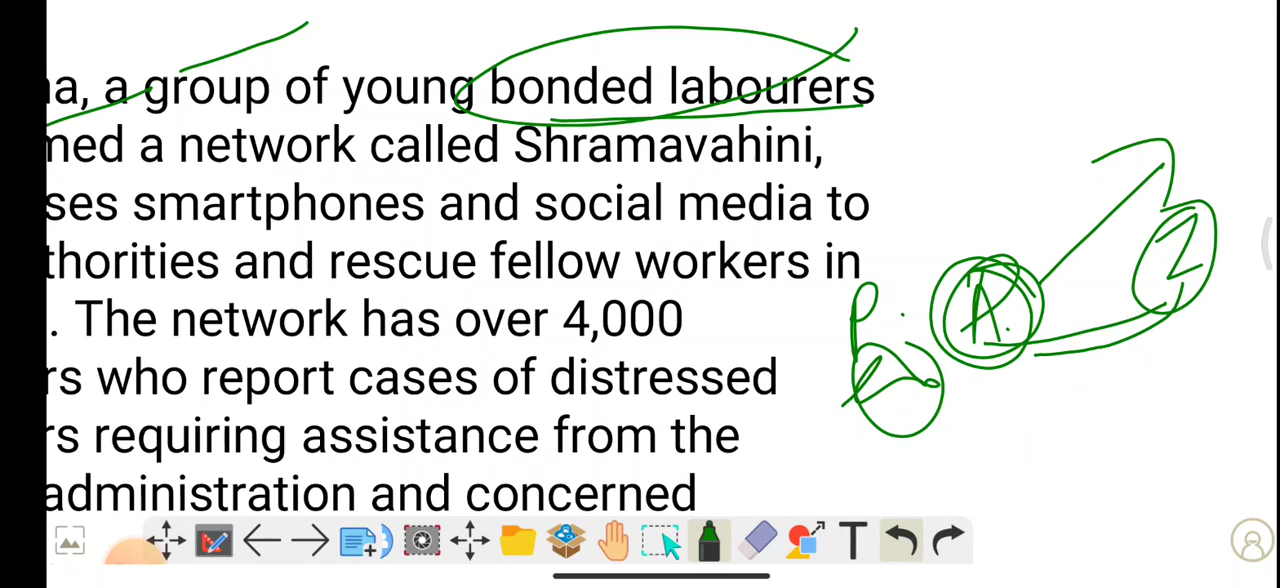 na, a group of young bonded labourers
med a network called Shramavahini,
ses smartphones and social media to
thorities and rescue fellow workers in
. The network has over 4,000
rs who report cases of distressed
rs requiring assistance from the
administration and concerned
P. A. 2
T